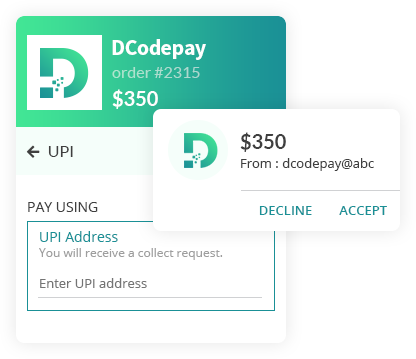 DCodepay
order #2315
$350
UPI
$350
From : dcodepay@abc
DECLINE ACCEPT
PAY USING
UPI Address
You will receive a collect request.
Enter UPI address